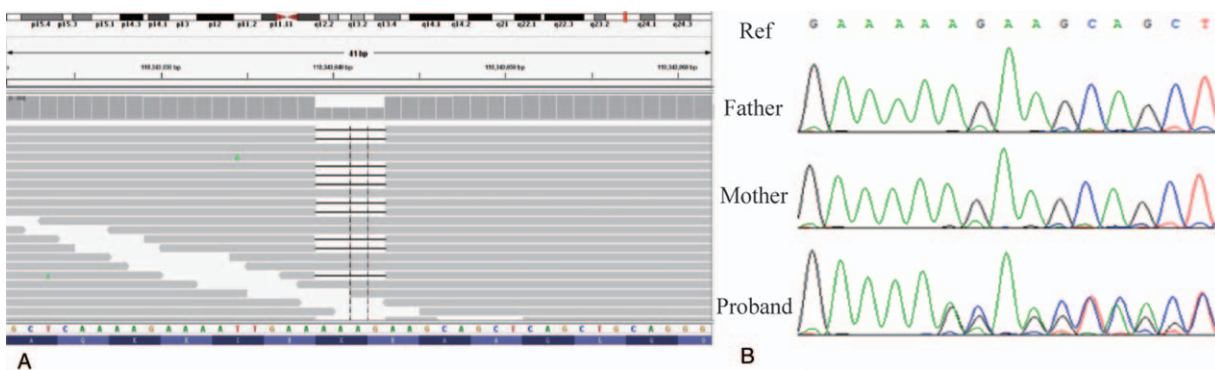 p15.4 p15.3 p15.1 p14.3 p14.1 p13 p12 p11.2 p11.11 q12.2 q13.2 q13.4 q14.1 q14.2 q21 q22.1 q22.3 q23.2 q24.1 q24.3
41 bp
G C T C A A A A G A A A A T T G A A A A A G A A G C A G C T C A G C T G C A G G G
A
Ref G A A A A A G A A G C A G C T
Father
Mother
Proband
B